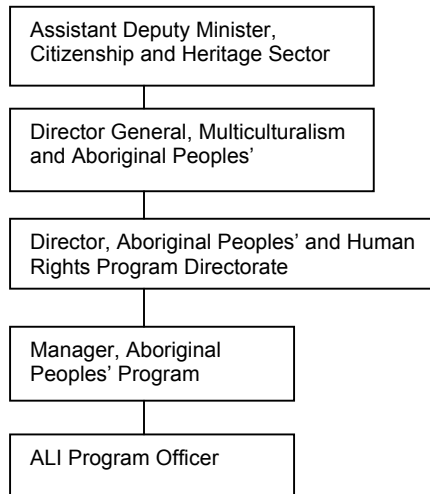 Assistant Deputy Minister,
Citizenship and Heritage Sector
Director General, Multiculturalism
and Aboriginal Peoples’
Director, Aboriginal Peoples’ and Human
Rights Program Directorate
Manager, Aboriginal
Peoples’ Program
ALI Program Officer